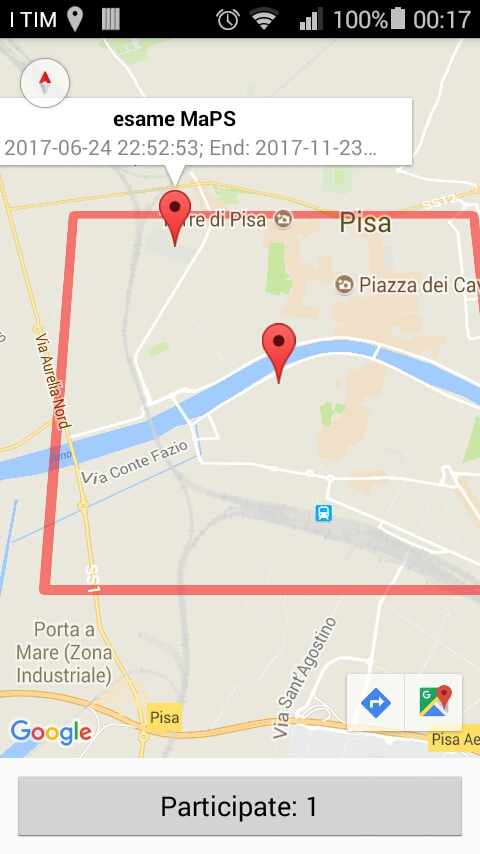 I TIM 100% 00:17
esame MaPS
2017-06-24 22:52:53; End: 2017-11-23...
SS12
Torre di Pisa
Pisa
Piazza dei Cav
Via Aurelia Nord
Arno
Via Conte Fazio
SS1
Porta a
Mare (Zona
Industriale)
Via Sant'Agostino
Pisa
G
Google
Pisa Ae
Participate: 1